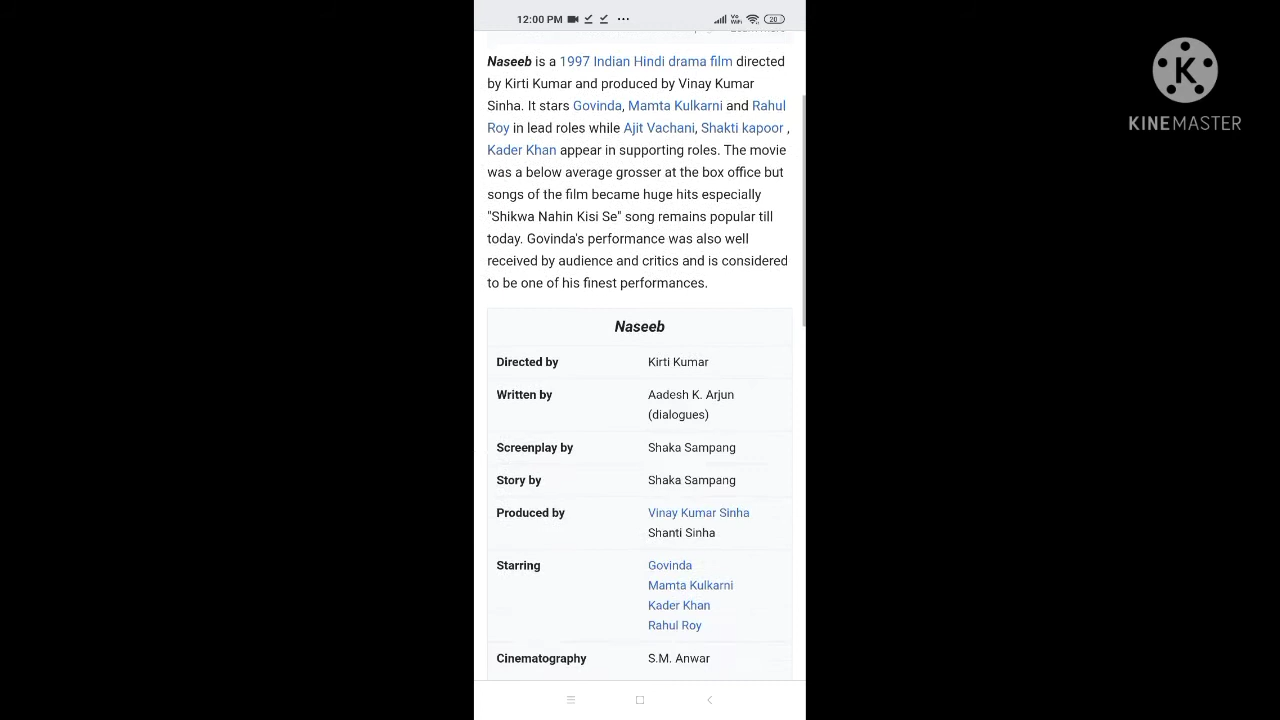 12:00 PM
Vo
WiFi
20
Naseeb is a 1997 Indian Hindi drama film directed
by Kirti Kumar and produced by Vinay Kumar
Sinha. It stars Govinda, Mamta Kulkarni and Rahul
Roy in lead roles while Ajit Vachani, Shakti kapoor ,
Kader Khan appear in supporting roles. The movie
was a below average grosser at the box office but
songs of the film became huge hits especially
"Shikwa Nahin Kisi Se" song remains popular till
today. Govinda's performance was also well
received by audience and critics and is considered
to be one of his finest performances.
Naseeb
Directed by Kirti Kumar
Written by Aadesh K. Arjun
(dialogues)
Screenplay by Shaka Sampang
Story by Shaka Sampang
Produced by Vinay Kumar Sinha
Shanti Sinha
Starring Govinda
Mamta Kulkarni
Kader Khan
Rahul Roy
Cinematography S.M. Anwar
K
KINEMASTER